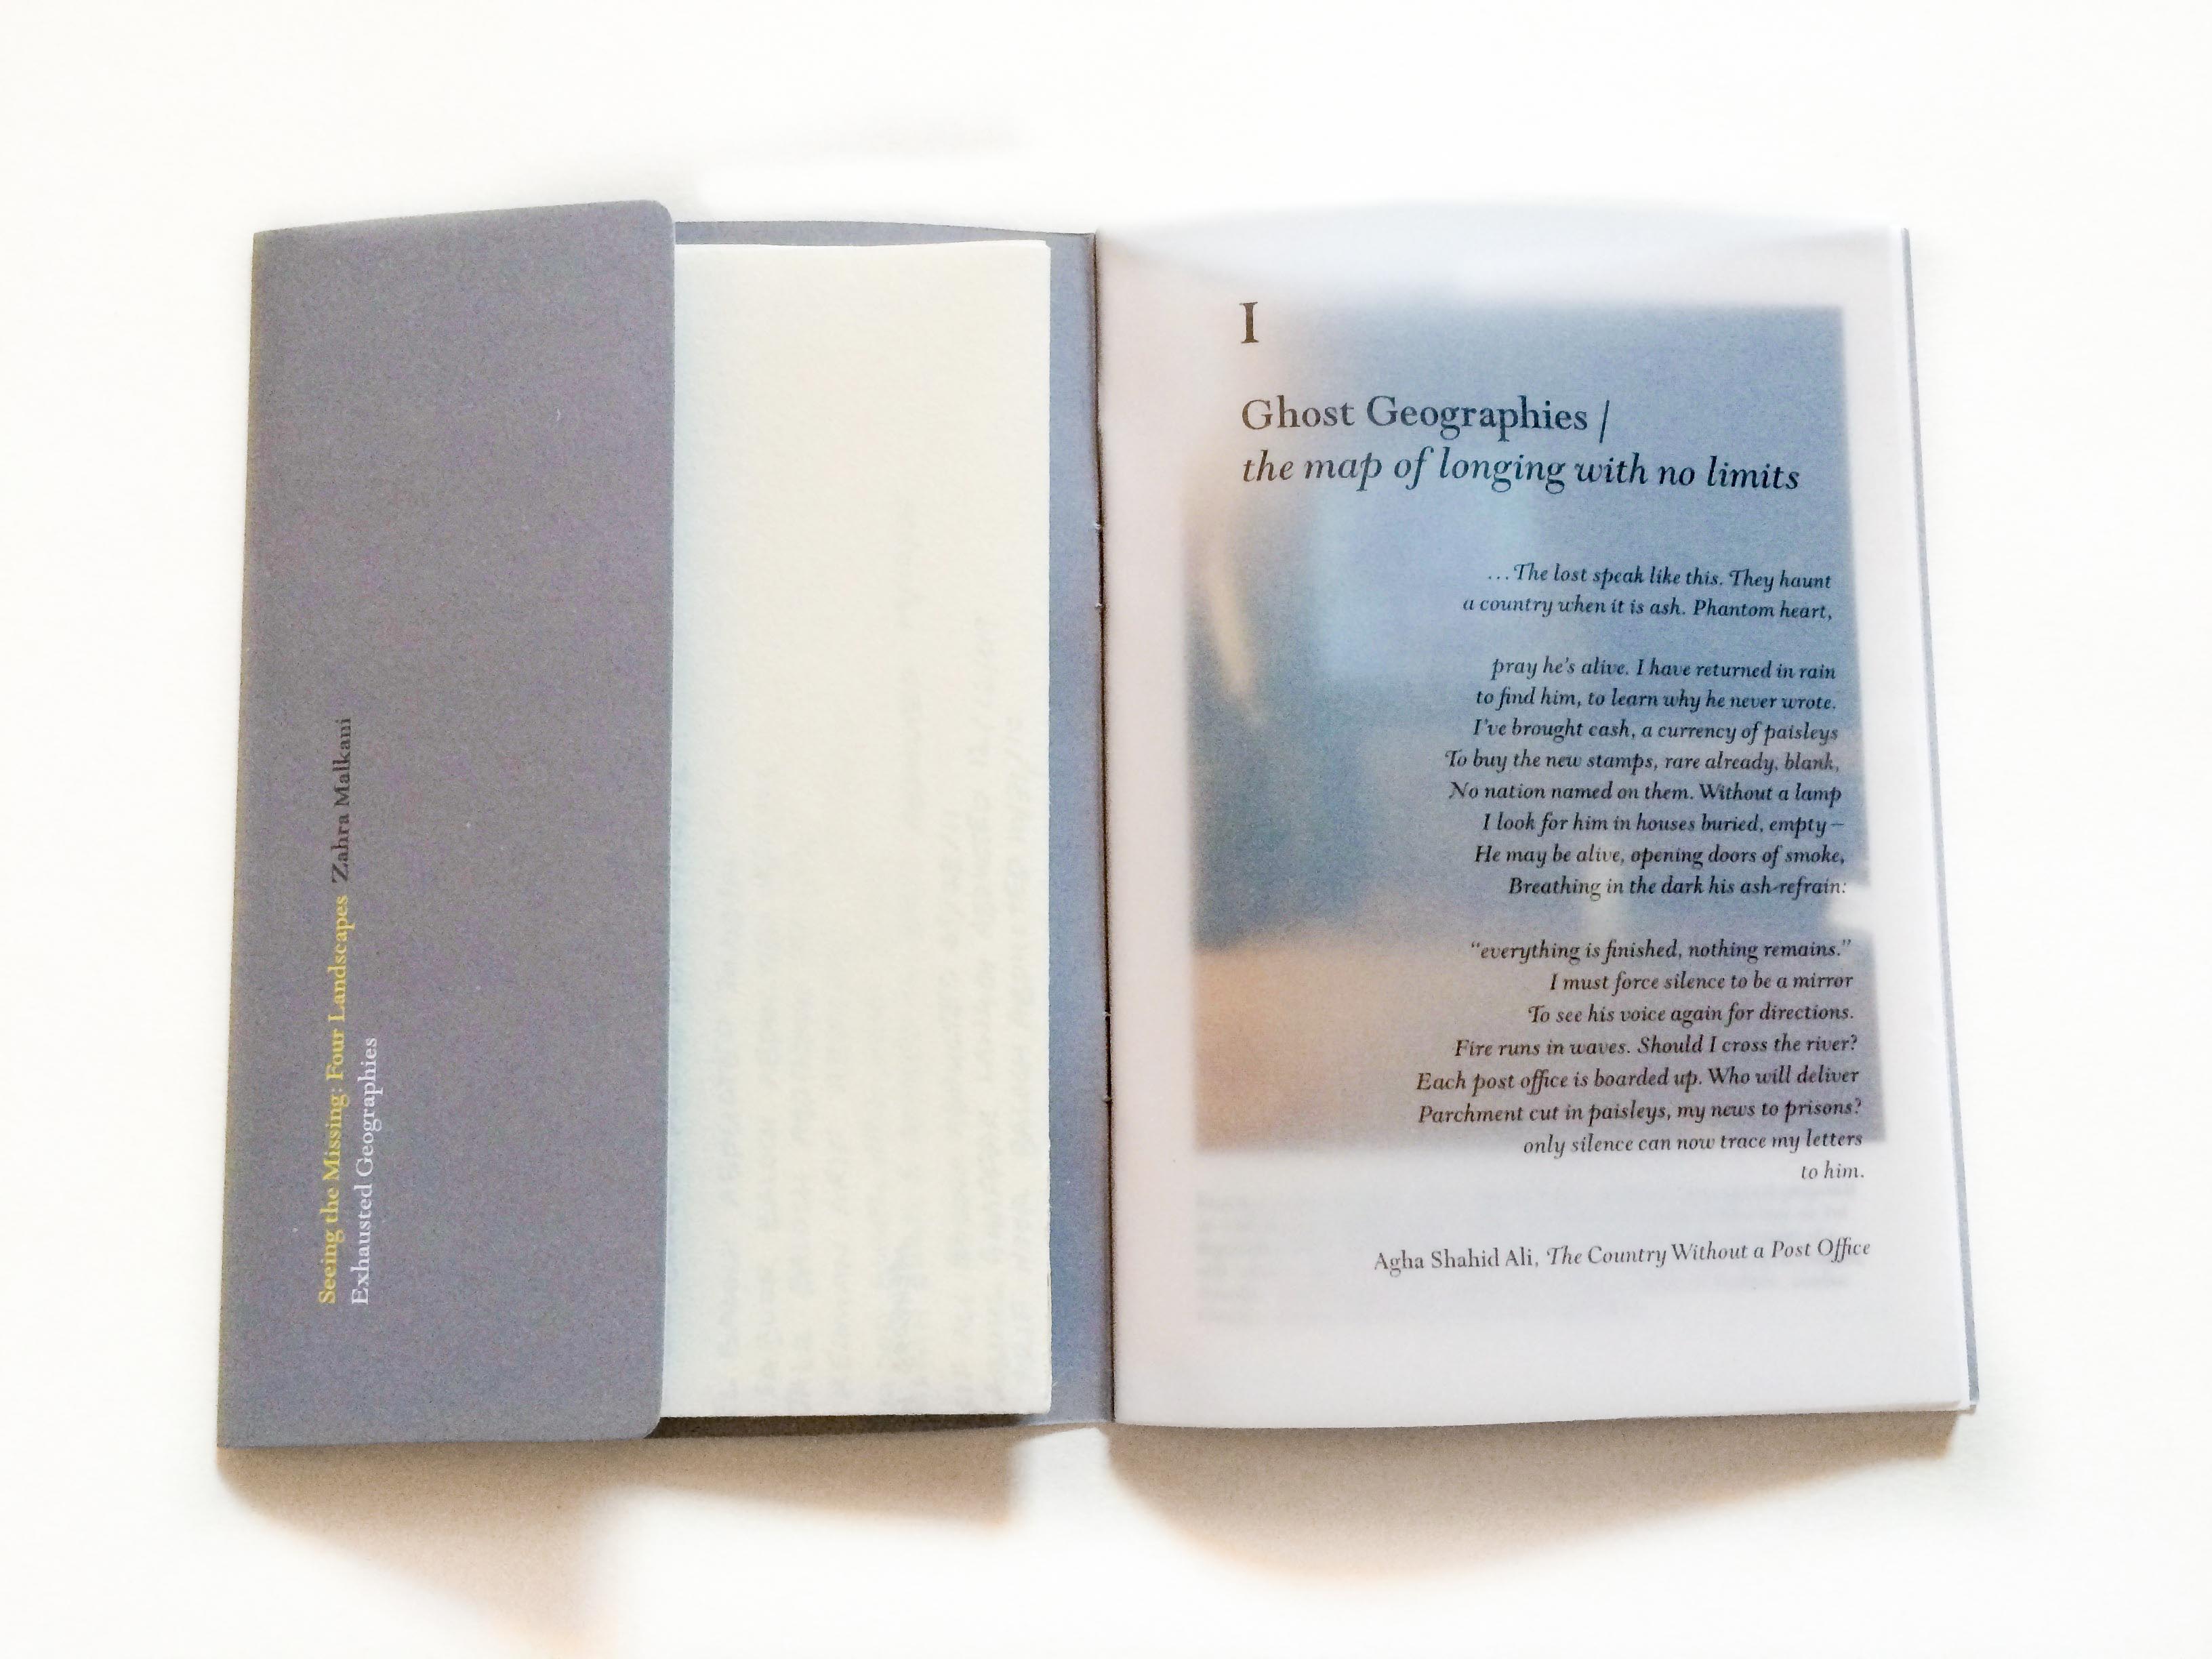 Seeing the Missing: Four Landscapes Zahra Malkani
Exhausted Geographies
I
Ghost Geographies /
the map of longing with no limits
...The lost speak like this. They haunt
a country when it is ash. Phantom heart,
pray he's alive. I have returned in rain
to find him, to learn why he never wrote.
I've brought cash, a currency of paisleys
To buy the new stamps, rare already, blank,
No nation named on them. Without a lamp
I look for him in houses buried, empty—
He may be alive, opening doors of smoke,
Breathing in the dark his ash-refrain:
"everything is finished, nothing remains."
I must force silence to be a mirror
To see his voice again for directions.
Fire runs in waves. Should I cross the river?
Each post office is boarded up. Who will deliver
Parchment cut in paisleys, my news to prisons?
only silence can now trace my letters
to him.
Agha Shahid Ali, The Country Without a Post Office